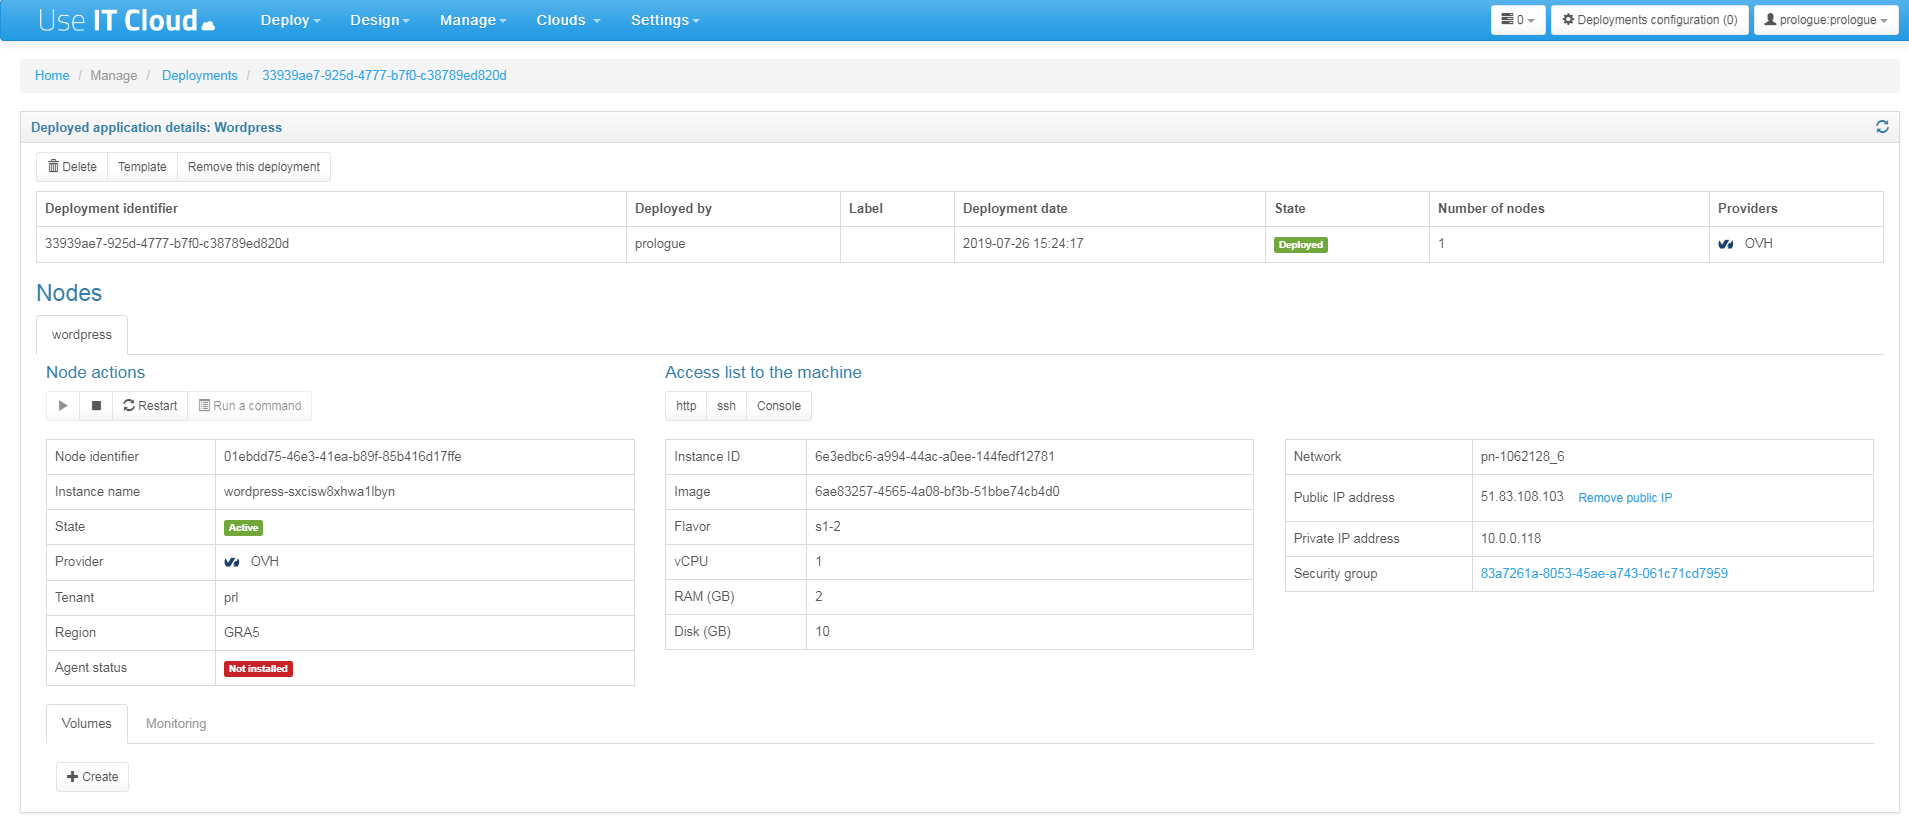 Use IT Cloud Deploy Design Manage Clouds Settings 0 Deployments configuration (0) prologue:prologue
Home / Manage / Deployments / 33939ae7-925d-4777-b7f0-c38789ed820d
Deployed application details: Wordpress
Delete Template Remove this deployment
Deployment identifier Deployed by Label Deployment date State Number of nodes Providers
33939ae7-925d-4777-b7f0-c38789ed820d prologue 2019-07-26 15:24:17 Deployed 1 OVH
Nodes
wordpress
Node actions
Restart Run a command
Node identifier 01ebdd75-46e3-41ea-b89f-85b416d17ffe
Instance name wordpress-sxcisw8xhwa1lbyn
State Active
Provider OVH
Tenant prl
Region GRA5
Agent status Not installed
Access list to the machine
http ssh Console
Instance ID 6e3edbc6-a994-44ac-a0ee-144fedf12781
Image 6ae83257-4565-4a08-bf3b-51bbe74cb4d0
Flavor s1-2
vCPU 1
RAM (GB) 2
Disk (GB) 10
Network pn-1062128_6
Public IP address 51.83.108.103 Remove public IP
Private IP address 10.0.0.118
Security group 83a7261a-8053-45ae-a743-061c71cd7959
Volumes Monitoring
Create